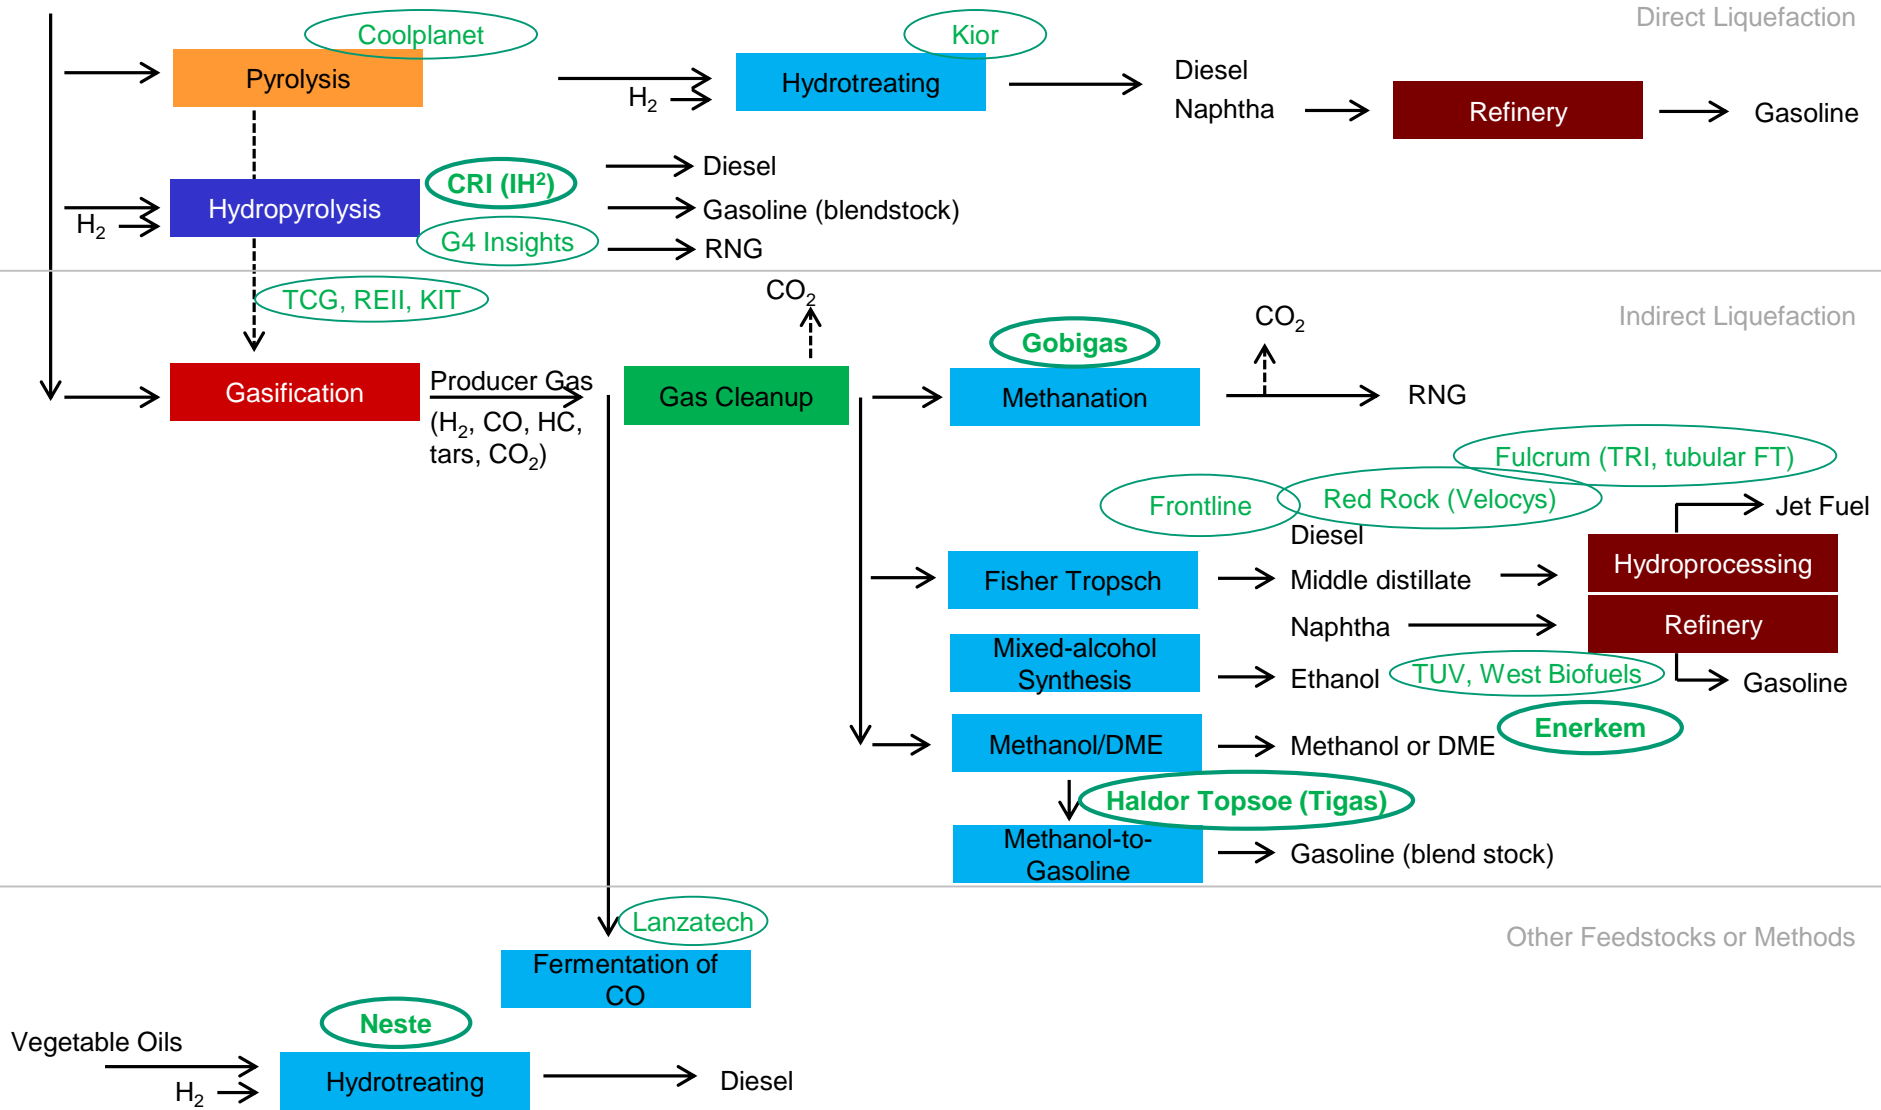 Direct Liquefaction
Coolplanet
Kior
Pyrolysis
H₂
Hydrotreating
Diesel
Naphtha
Refinery
Gasoline
H₂
Hydropyrolysis
CRI (IH²)
G4 Insights
Diesel
Gasoline (blendstock)
RNG
Indirect Liquefaction
TCG, REII, KIT
CO₂
Gobigas
CO₂
Gasification
Producer Gas
(H₂, CO, HC,
tars, CO₂)
Gas Cleanup
Methanation
RNG
Fulcrum (TRI, tubular FT)
Frontline
Red Rock (Velocys)
Jet Fuel
Fisher Tropsch
Diesel
Middle distillate
Naphtha
Hydroprocessing
Refinery
Mixed-alcohol
Synthesis
Ethanol
TUV, West Biofuels
Gasoline
Methanol/DME
Methanol or DME
Enerkem
Haldor Topsoe (Tigas)
Methanol-to-
Gasoline
Gasoline (blend stock)
Other Feedstocks or Methods
Lanzatech
Fermentation of
CO
Neste
Vegetable Oils
H₂
Hydrotreating
Diesel